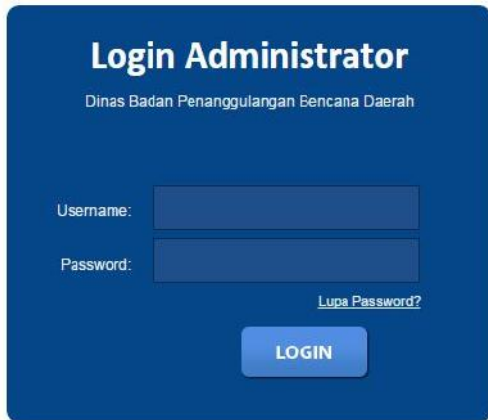 Login Administrator
Dinas Badan Penanggulangan Bencana Daerah
Username:
Password:
Lupa Password?
LOGIN